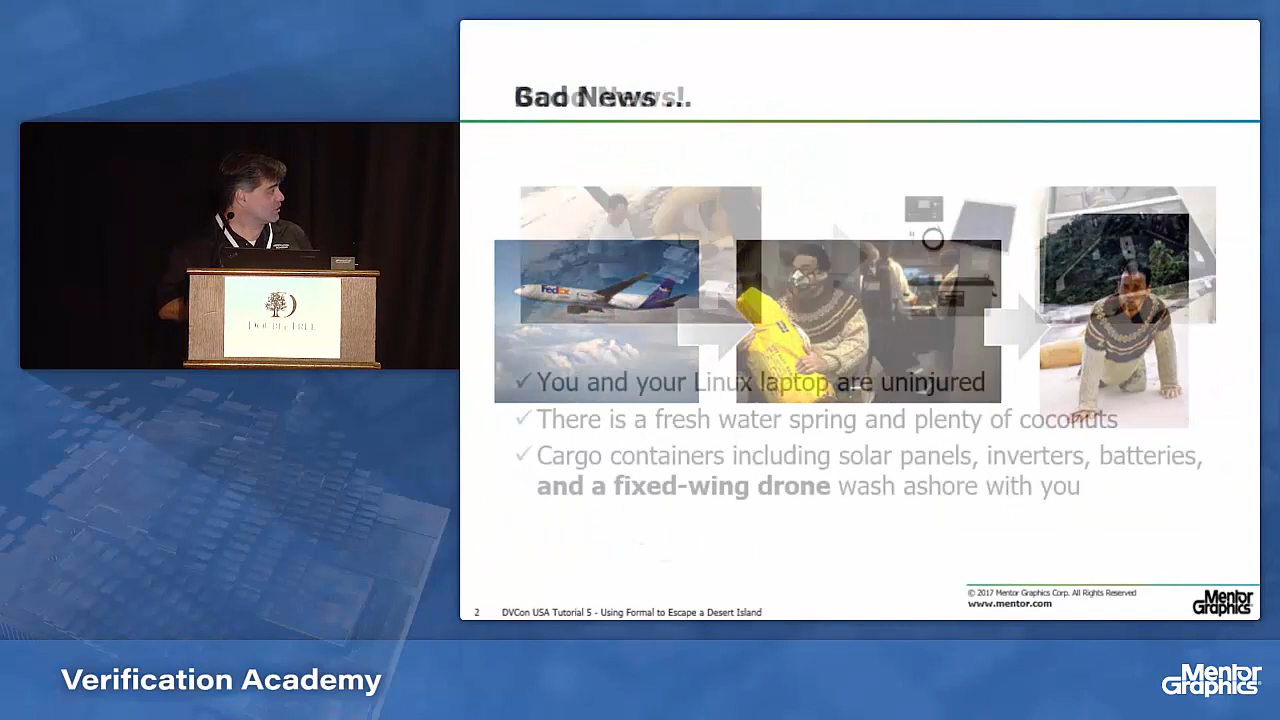 Bad News ...
FedEx
✓ You and your Linux laptop are uninjured
✓ There is a fresh water spring and plenty of coconuts
✓ Cargo containers including solar panels, inverters, batteries,
and a fixed-wing drone wash ashore with you
DOUBLETREE
© 2017 Mentor Graphics Corp. All Rights Reserved
www.mentor.com
2 DVCon USA Tutorial 5 - Using Formal to Escape a Desert Island
Mentor
Graphics
Verification Academy
Mentor
Graphics®